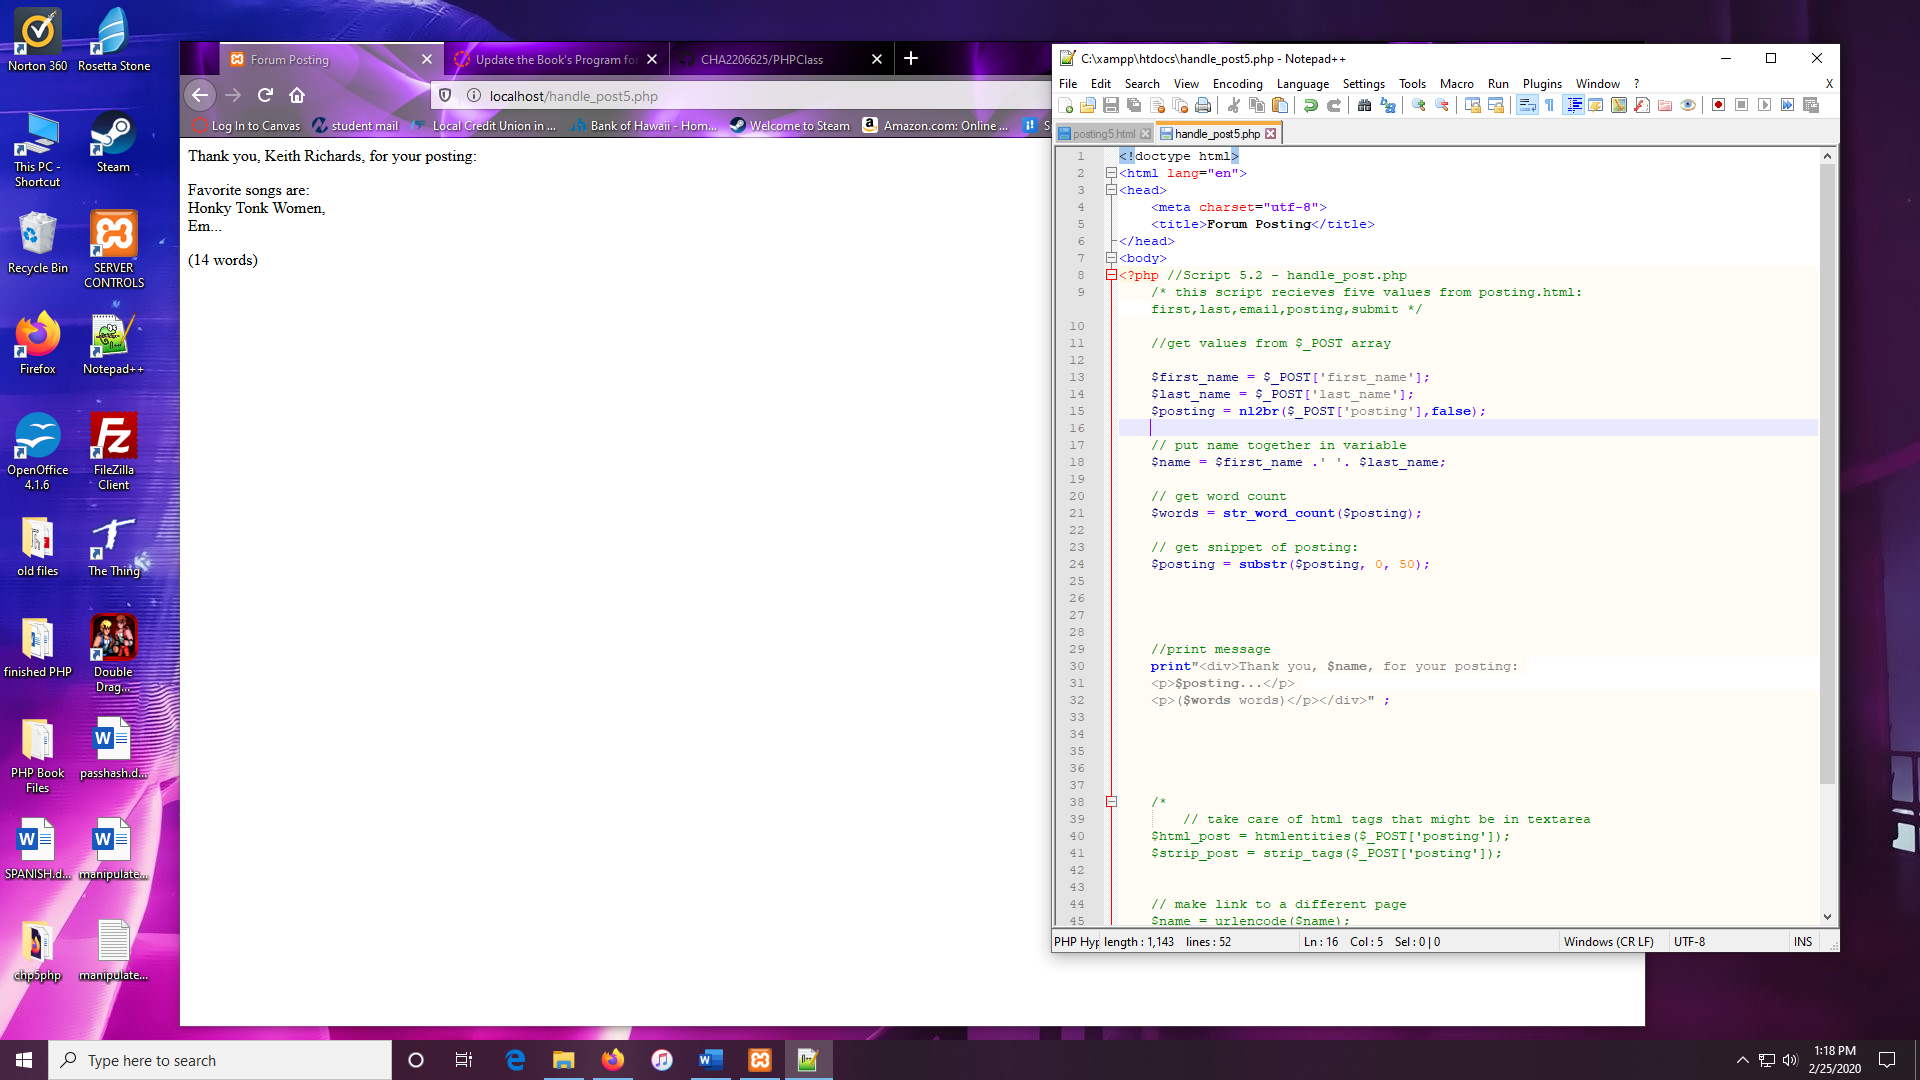 Norton 360
Rosetta Stone
This PC - Shortcut
Steam
Recycle Bin
SERVER CONTROLS
Firefox
Notepad++
OpenOffice 4.1.6
FileZilla Client
old files
The Thing
finished PHP
Double Drag...
PHP Book Files
passhash.d...
SPANISH.d...
manipulate...
chp5php
manipulate...
Forum Posting
Update the Book's Program for
CHA2206625/PHPClass
localhost/handle_post5.php
Log In to Canvas
student mail
Local Credit Union in ...
Bank of Hawaii - Hom...
Welcome to Steam
Amazon.com: Online ...
S
Thank you, Keith Richards, for your posting:
Favorite songs are:
Honky Tonk Women,
Em...
(14 words)
C:\xampp\htdocs\handle_post5.php - Notepad++
File Edit Search View Encoding Language Settings Tools Macro Run Plugins Window ? X
posting5.html
handle_post5.php
1 <!doctype html>
2 <html lang="en">
3 <head>
4 <meta charset="utf-8">
5 <title>Forum Posting</title>
6 </head>
7 <body>
8 <?php //Script 5.2 - handle_post.php
9 /* this script recieves five values from posting.html:
first,last,email,posting,submit */
10
11 //get values from $_POST array
12
13 $first_name = $_POST['first_name'];
14 $last_name = $_POST['last_name'];
15 $posting = nl2br($_POST['posting'],false);
16
17 // put name together in variable
18 $name = $first_name .' '. $last_name;
19
20 // get word count
21 $words = str_word_count($posting);
22
23 // get snippet of posting:
24 $posting = substr($posting, 0, 50);
25
26
27
28
29 //print message
30 print"<div>Thank you, $name, for your posting:
31 <p>$posting...</p>
32 <p>($words words)</p></div>" ;
33
34
35
36
37
38 /*
39 // take care of html tags that might be in textarea
40 $html_post = htmlentities($_POST['posting']);
41 $strip_post = strip_tags($_POST['posting']);
42
43
44 // make link to a different page
45 $name = urlencode($name);
PHP Hyp length : 1,143 lines : 52 Ln : 16 Col : 5 Sel : 0 | 0 Windows (CR LF) UTF-8 INS
Type here to search
1:18 PM
2/25/2020